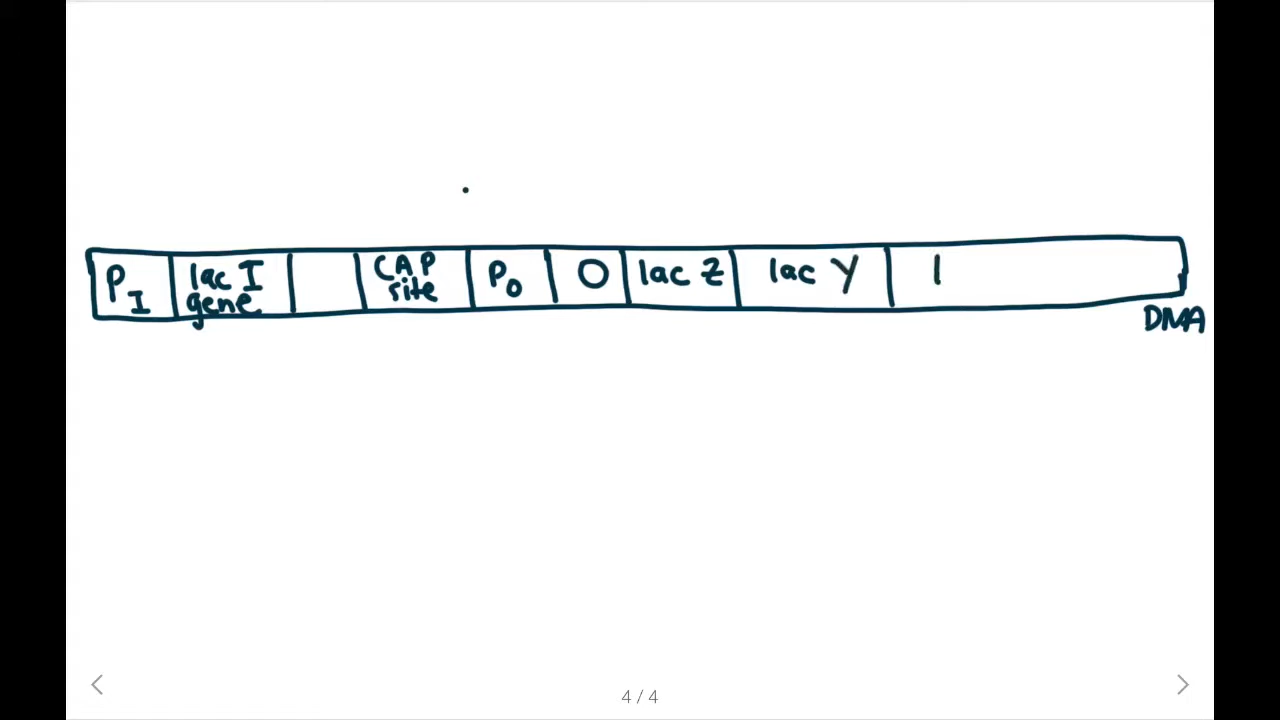 P I
lac I
gene
CAP
site
P O
O
lac Z
lac Y
l
DNA
4 / 4